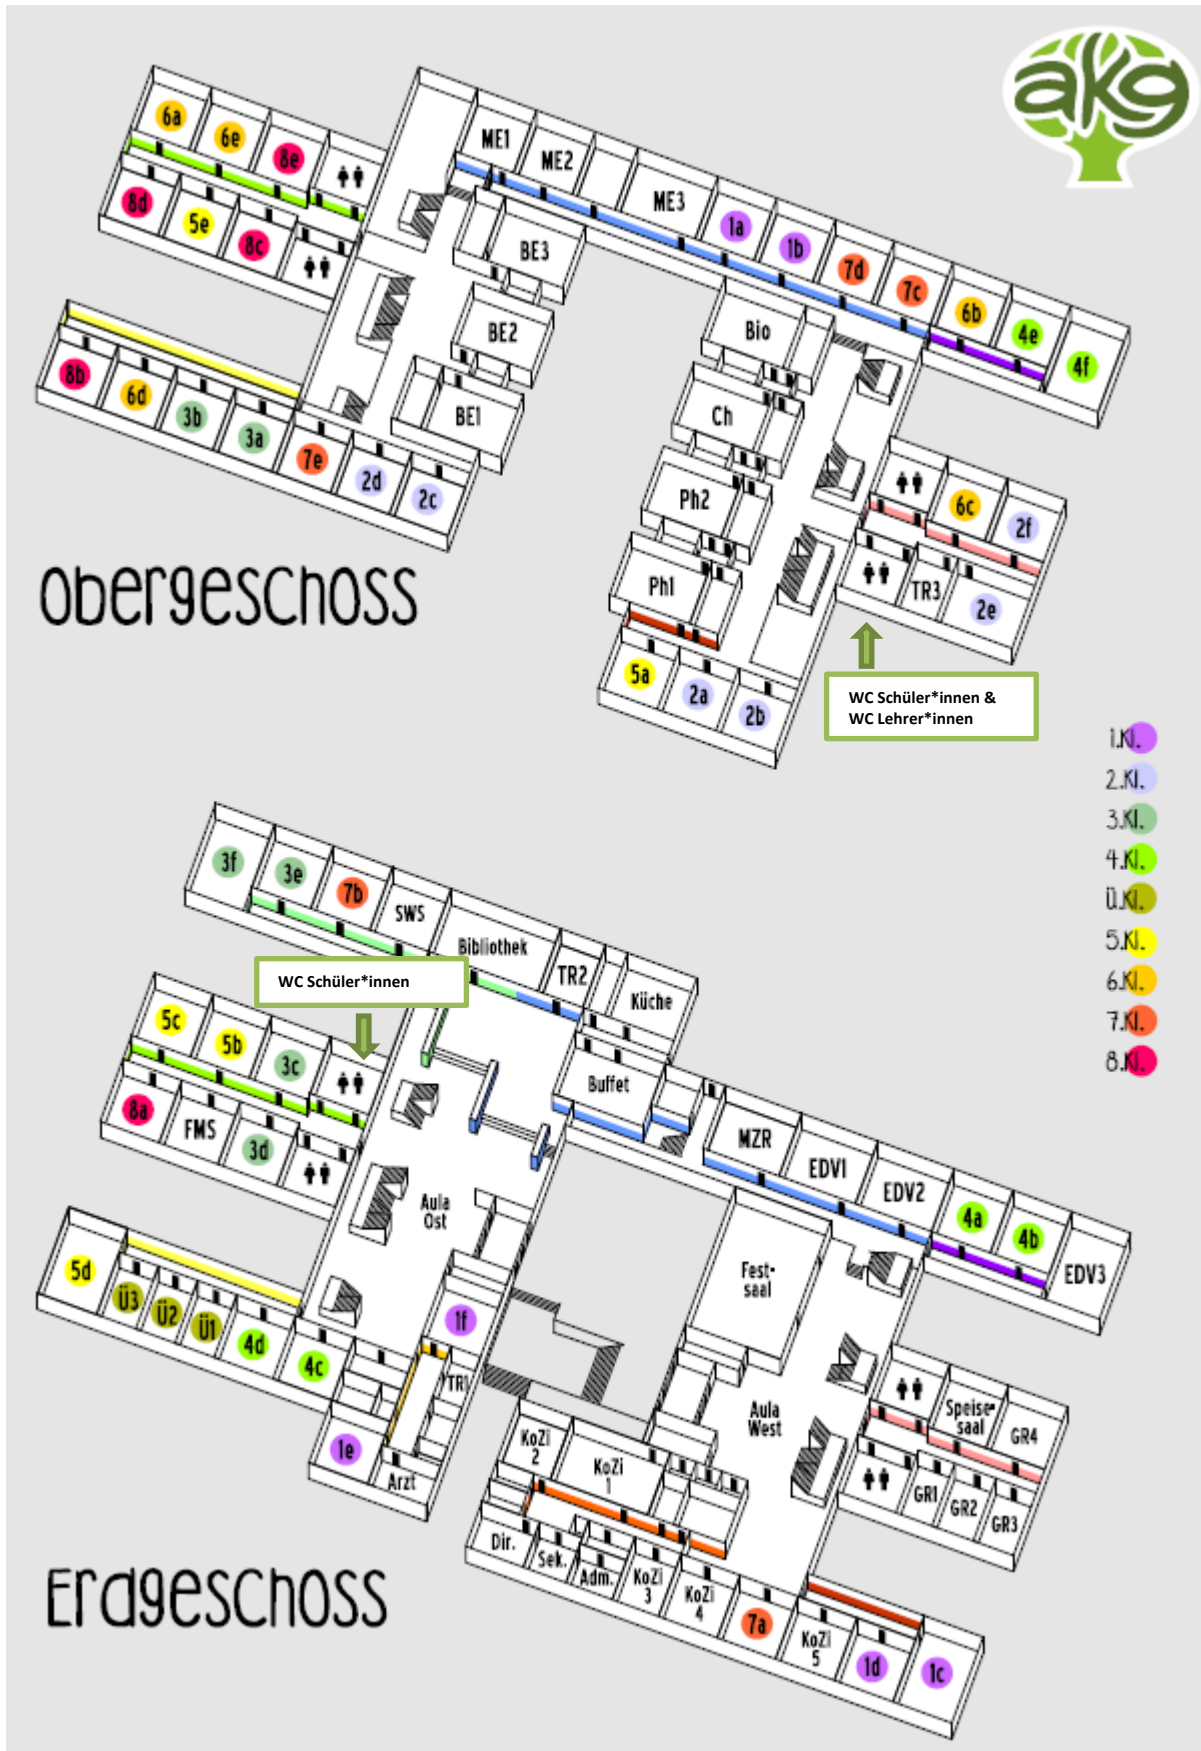 akg
6a
6e
8e
8d
5e
8c
ME1
ME2
ME3
1a
1b
7d
7c
6b
4e
4f
BE3
BE2
BE1
8b
6d
3b
3a
7e
2d
2c
Bio
Ch
Ph2
Ph1
6c
2f
TR3
2e
5a
2a
2b
Obergeschoss
WC Schüler*innen &
WC Lehrer*innen
1.Kl.
2.Kl.
3.Kl.
4.Kl.
Ü.Kl.
5.Kl.
6.Kl.
7.Kl.
8.Kl.
3f
3e
7b
SWS
Bibliothek
TR2
Küche
WC Schüler*innen
5c
5b
3c
8a
FMS
3d
Buffet
MZR
EDV1
EDV2
4a
4b
EDV3
Aula
Ost
Fest-
saal
5d
Ü3
Ü2
Ü1
4d
4c
1f
TR1
1e
Arzt
Aula
West
Speise-
saal
GR4
GR1
GR2
GR3
KoZi
2
KoZi
1
Dir.
Sek.
Adm.
KoZi
3
KoZi
4
7a
KoZi
5
1d
1c
Erdgeschoss